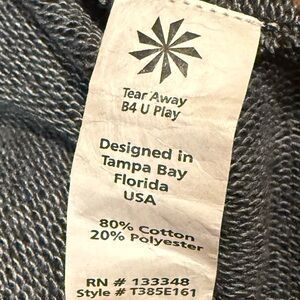 Tear Away
B4 U Play
Designed in
Tampa Bay
Florida
USA
80% Cotton
20% Polyester
RN # 133348
Style # T385E161